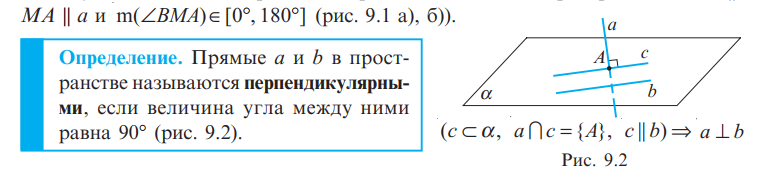 MA ∥ a и m(∠BMA)∈[0°, 180°] (рис. 9.1 а), б)).
Определение. Прямые a и b в прост-
ранстве называются перпендикулярны-
ми, если величина угла между ними
равна 90° (рис. 9.2).
a
A
c
b
α
(c⊂α, a⋂c={A}, c∥b)⇒ a⊥b
Рис. 9.2